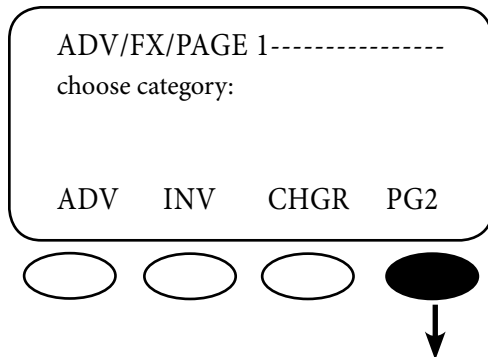 ADV/FX/PAGE 1----------------
choose category:
ADV INV CHGR PG2